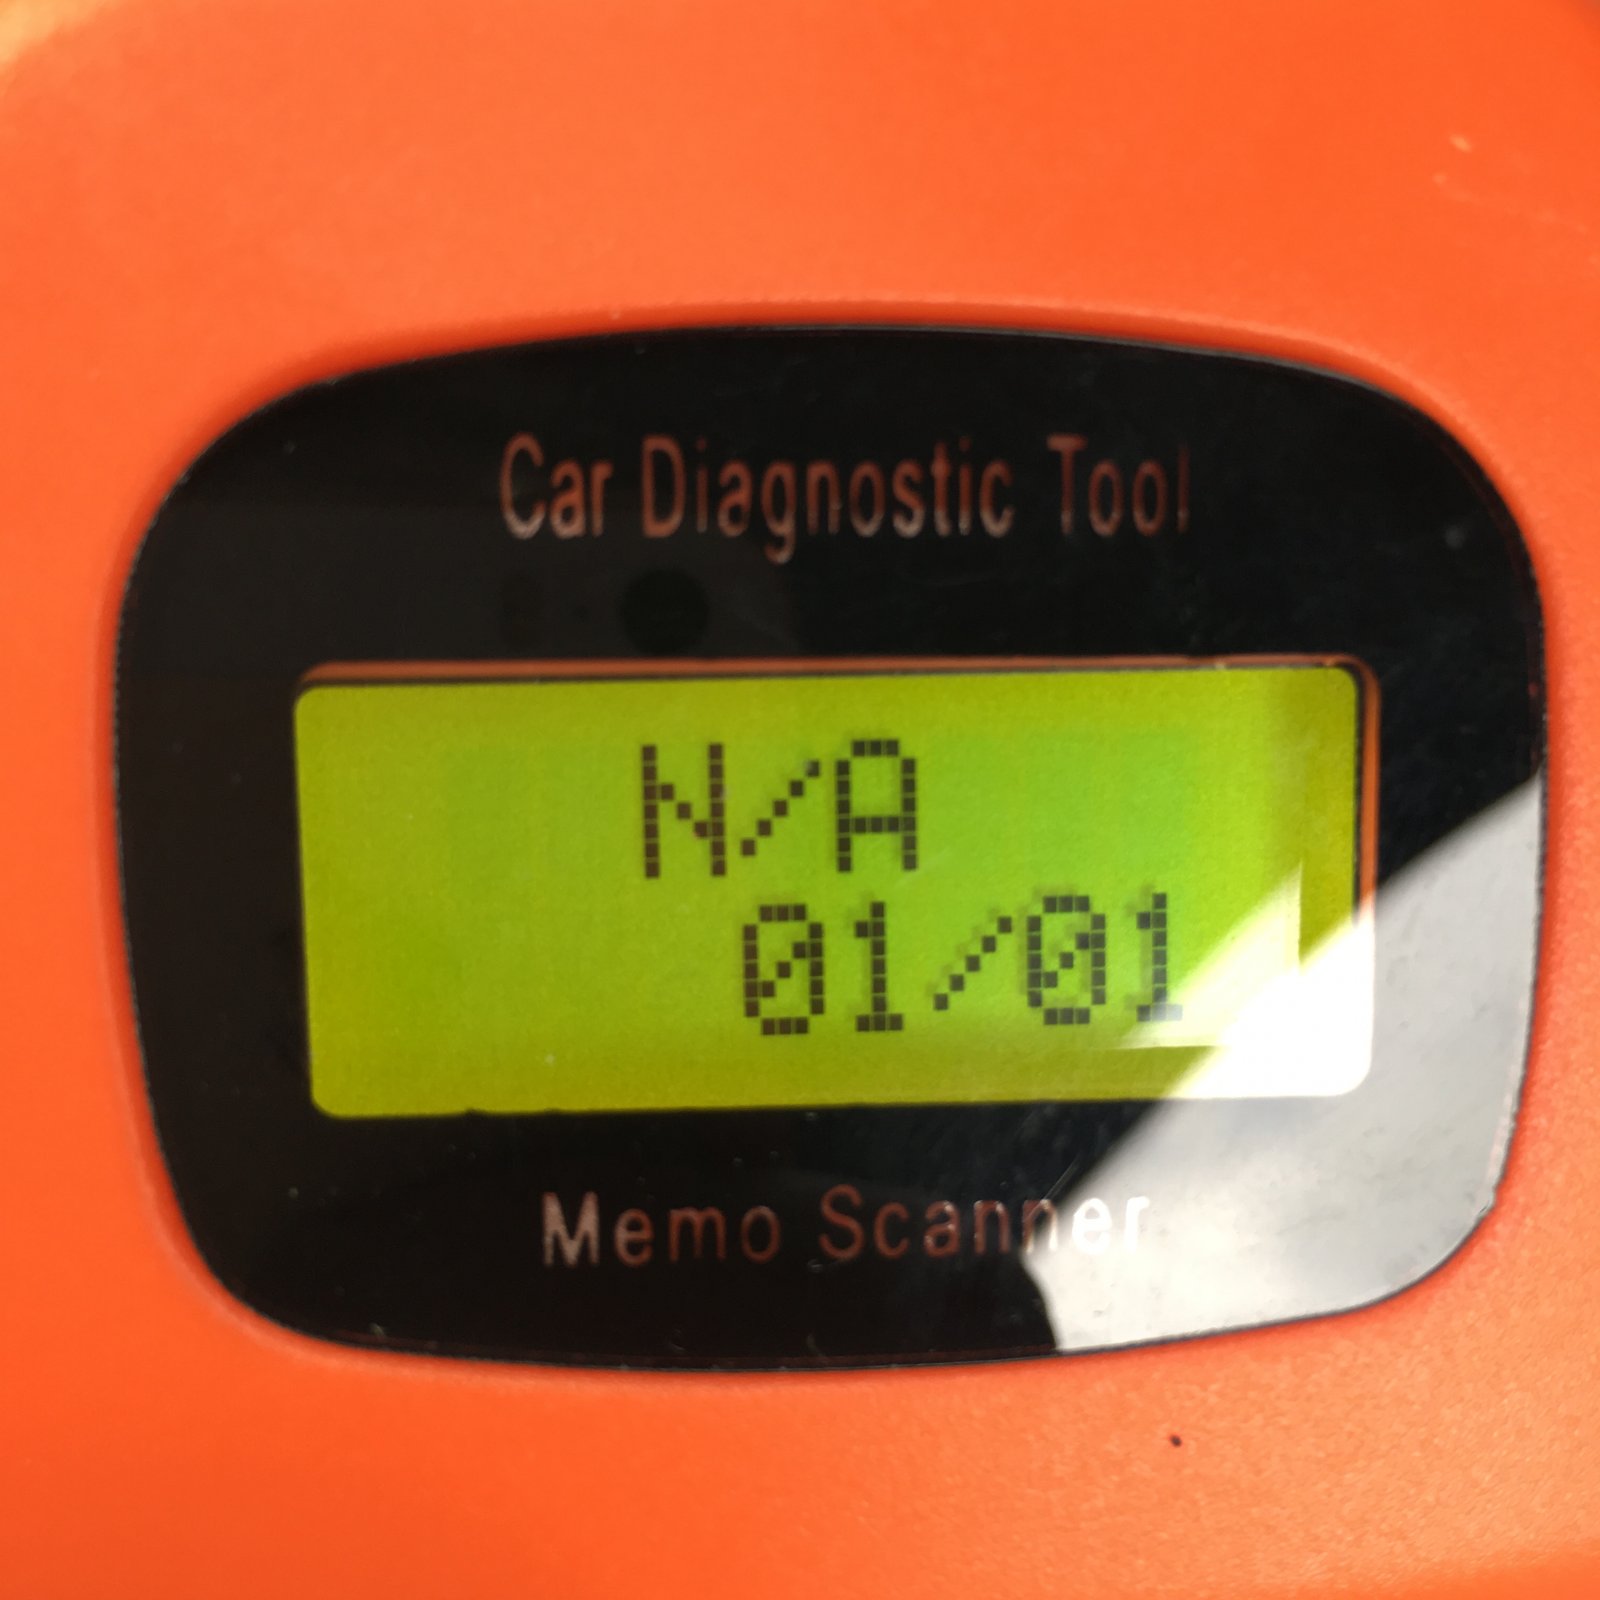 Car Diagnostic Tool
N/A
01/01
Memo Scanner